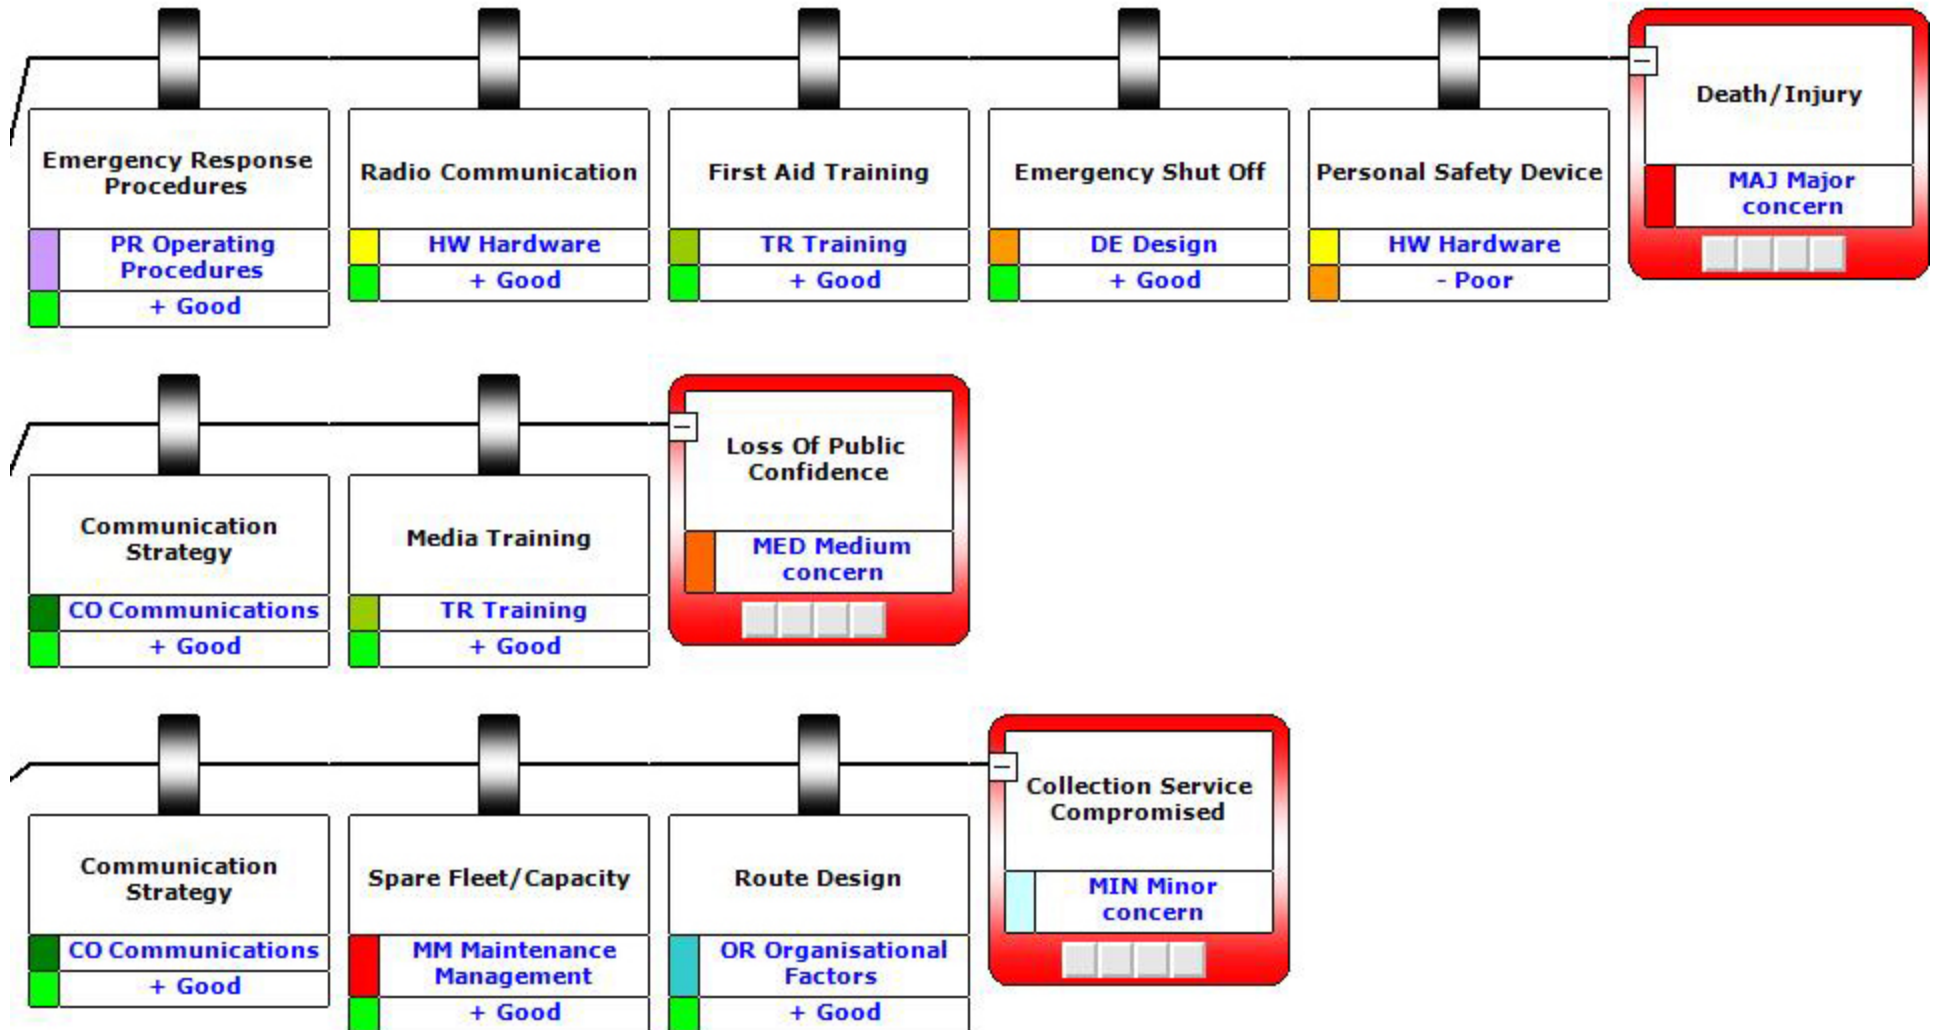 Emergency Response
Procedures
PR Operating
Procedures
+ Good
Radio Communication
HW Hardware
+ Good
First Aid Training
TR Training
+ Good
Emergency Shut Off
DE Design
+ Good
Personal Safety Device
HW Hardware
- Poor
Death/Injury
MAJ Major
concern
Communication
Strategy
CO Communications
+ Good
Media Training
TR Training
+ Good
Loss Of Public
Confidence
MED Medium
concern
Communication
Strategy
CO Communications
+ Good
Spare Fleet/Capacity
MM Maintenance
Management
+ Good
Route Design
OR Organisational
Factors
+ Good
Collection Service
Compromised
MIN Minor
concern